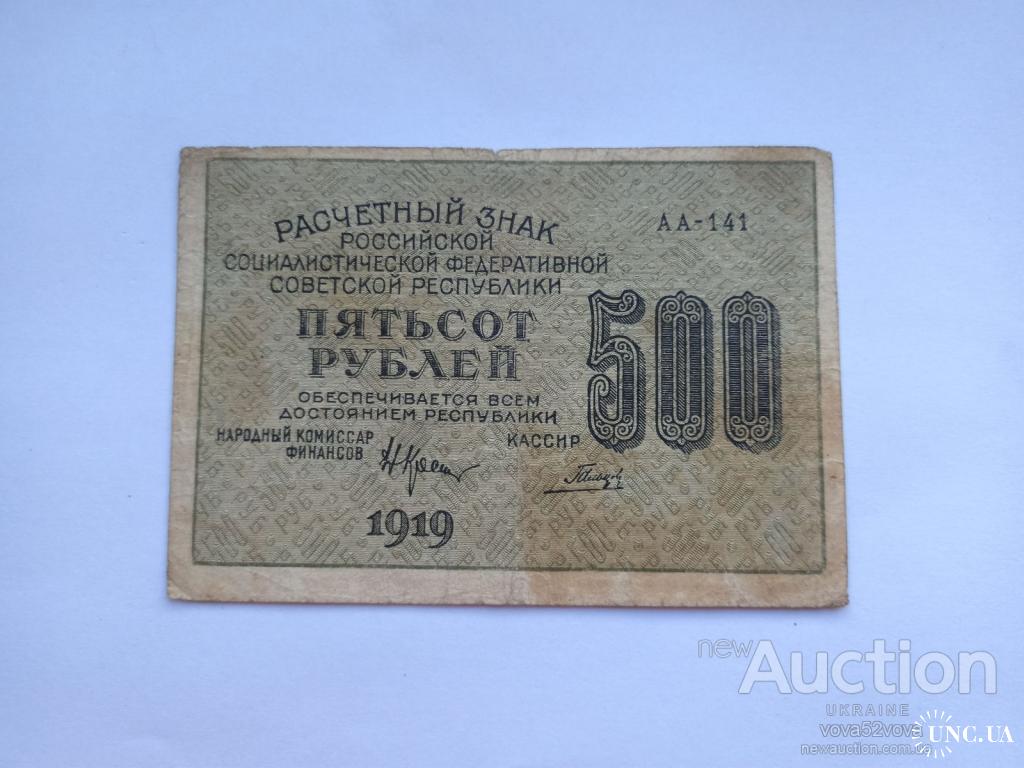 РАСЧЕТНЫЙ ЗНАК
РОССИЙСКОЙ
СОЦИАЛИСТИЧЕСКОЙ ФЕДЕРАТИВНОЙ
СОВЕТСКОЙ РЕСПУБЛИКИ
АА-141
ПЯТЬСОТ
РУБЛЕЙ
500
ОБЕСПЕЧИВАЕТСЯ ВСЕМ
ДОСТОЯНИЕМ РЕСПУБЛИКИ
НАРОДНЫЙ КОМИССАР
ФИНАНСОВ
КАССИР
1919
new Auction
UKRAINE
vova52vova
newauction.com.ua
UNC.UA